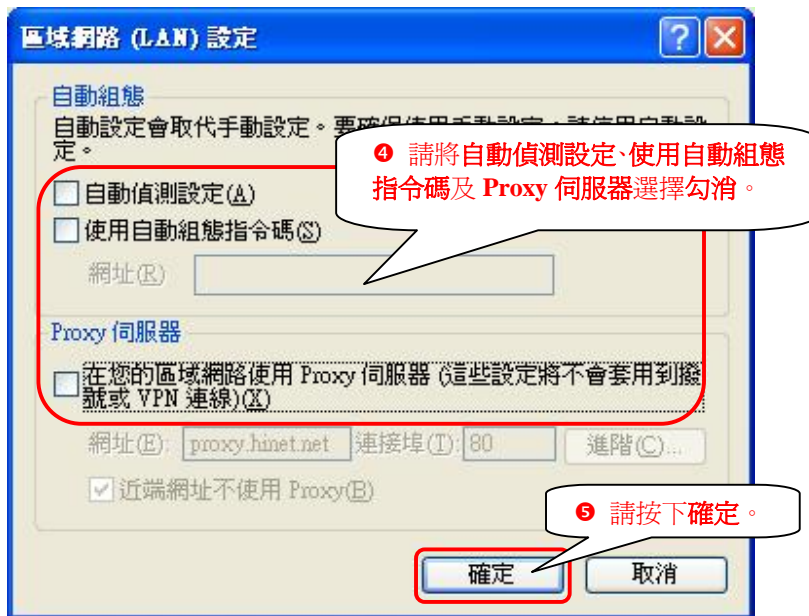 區域網路 (LAN) 設定
自動組態
自動設定會取代手動設定。要確保使用手動設定,請停用自動設
定。
❹ 請將自動偵測設定、使用自動組態
指令碼及 Proxy 伺服器選擇勾消。
自動偵測設定(A)
使用自動組態指令碼(S)
網址(R)
Proxy 伺服器
在您的區域網路使用 Proxy 伺服器 (這些設定將不會套用到撥
號或 VPN 連線)(X)
網址(E): proxy.hinet.net 連接埠(T): 80 進階(C)...
近端網址不使用 Proxy(B)
❺ 請按下確定。
確定 取消